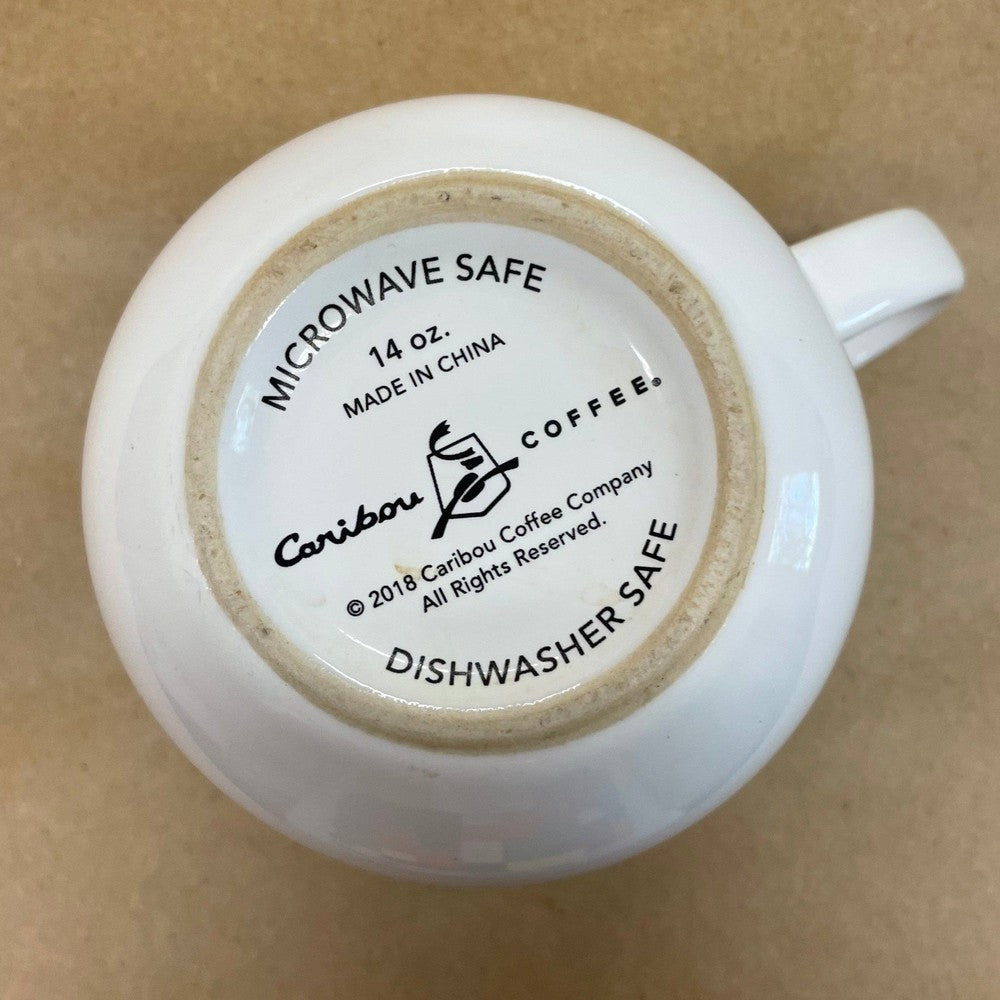 MICROWAVE SAFE
14 oz.
MADE IN CHINA
Caribou COFFEE®
© 2018 Caribou Coffee Company
All Rights Reserved.
DISHWASHER SAFE